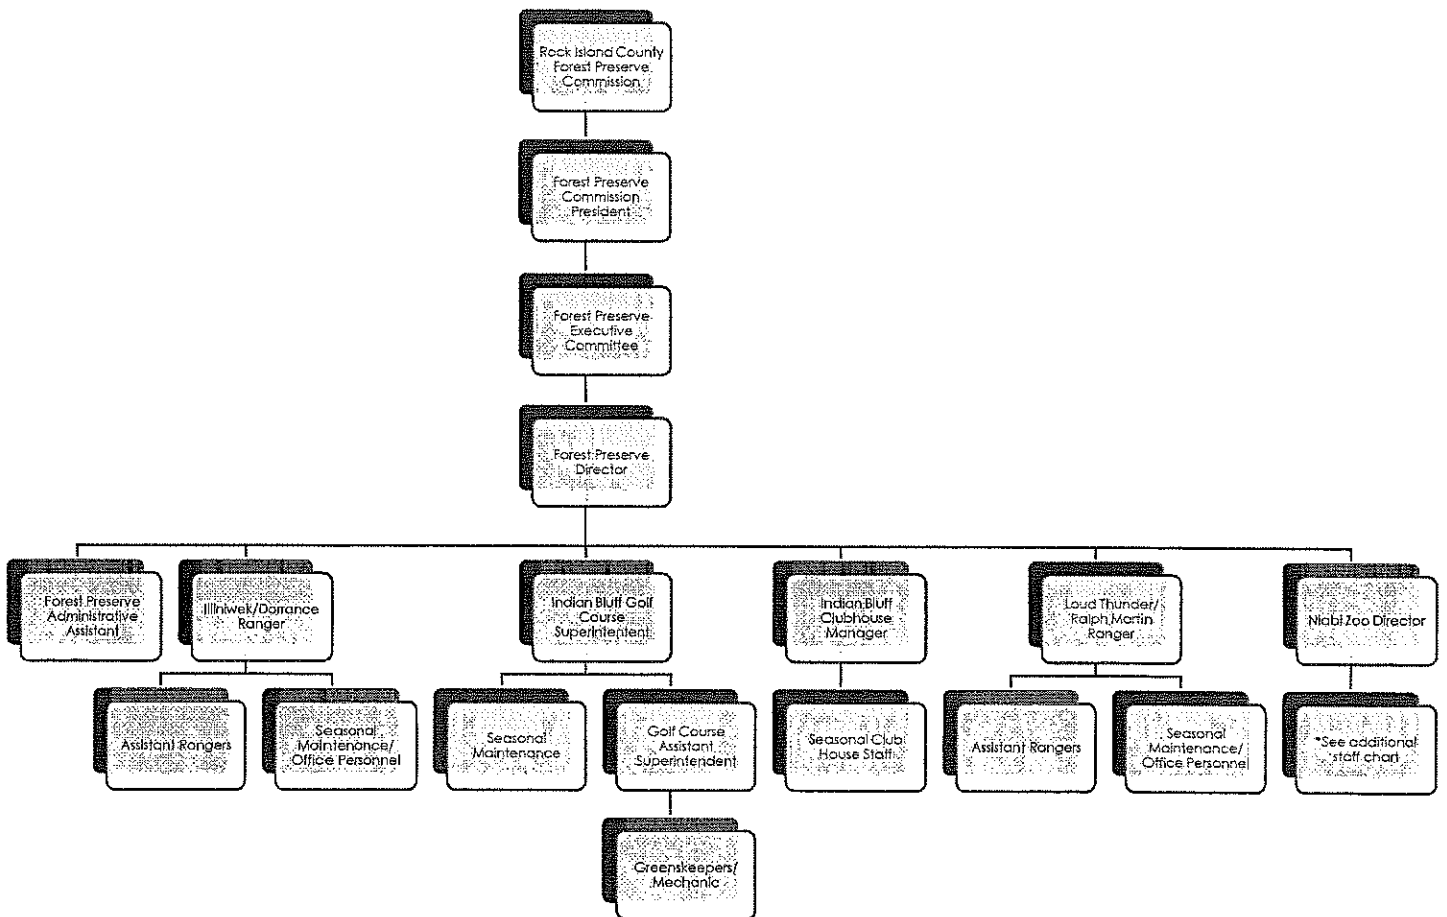 Rock Island County
Forest Preserve
Commission
Forest Preserve
Commission
President
Forest Preserve
Executive
Committee
Forest Preserve
Director
Forest Preserve
Administrative
Assistant
Illiniwek/Dorrance
Ranger
Indian Bluff Golf
Course
Superintentent
Indian Bluff
Clubhouse
Manager
Loud Thunder/
Ralph Martin
Ranger
Niabi Zoo Director
Assistant Rangers
Seasonal
Maintenance/
Office Personnel
Seasonal
Maintenance
Golf Course
Assistant
Superintendent
Seasonal Club
House Staff
Assistant Rangers
Seasonal
Maintenance/
Office Personnel
*See additional
staff chart
Greenskeepers/
Mechanic